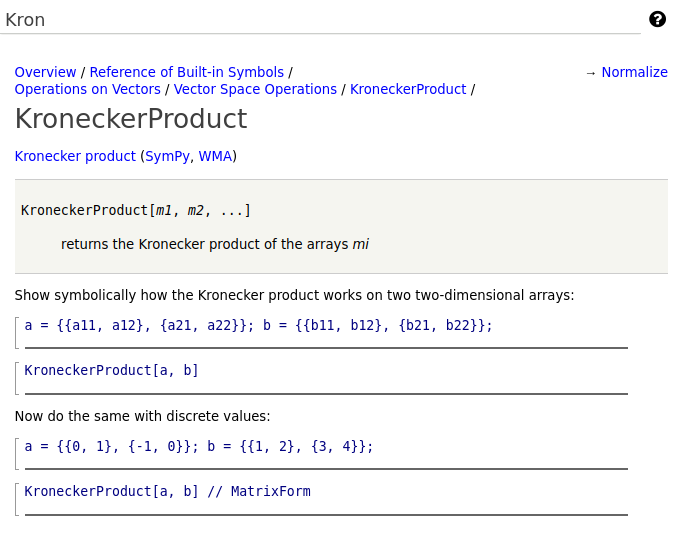 Kron
?
Overview / Reference of Built-in Symbols /
→ Normalize
Operations on Vectors / Vector Space Operations / KroneckerProduct /
KroneckerProduct
Kronecker product (SymPy, WMA)
KroneckerProduct[m1, m2, ...]
returns the Kronecker product of the arrays mi
Show symbolically how the Kronecker product works on two two-dimensional arrays:
a = {{a11, a12}, {a21, a22}}; b = {{b11, b12}, {b21, b22}};
KroneckerProduct[a, b]
Now do the same with discrete values:
a = {{0, 1}, {-1, 0}}; b = {{1, 2}, {3, 4}};
KroneckerProduct[a, b] // MatrixForm